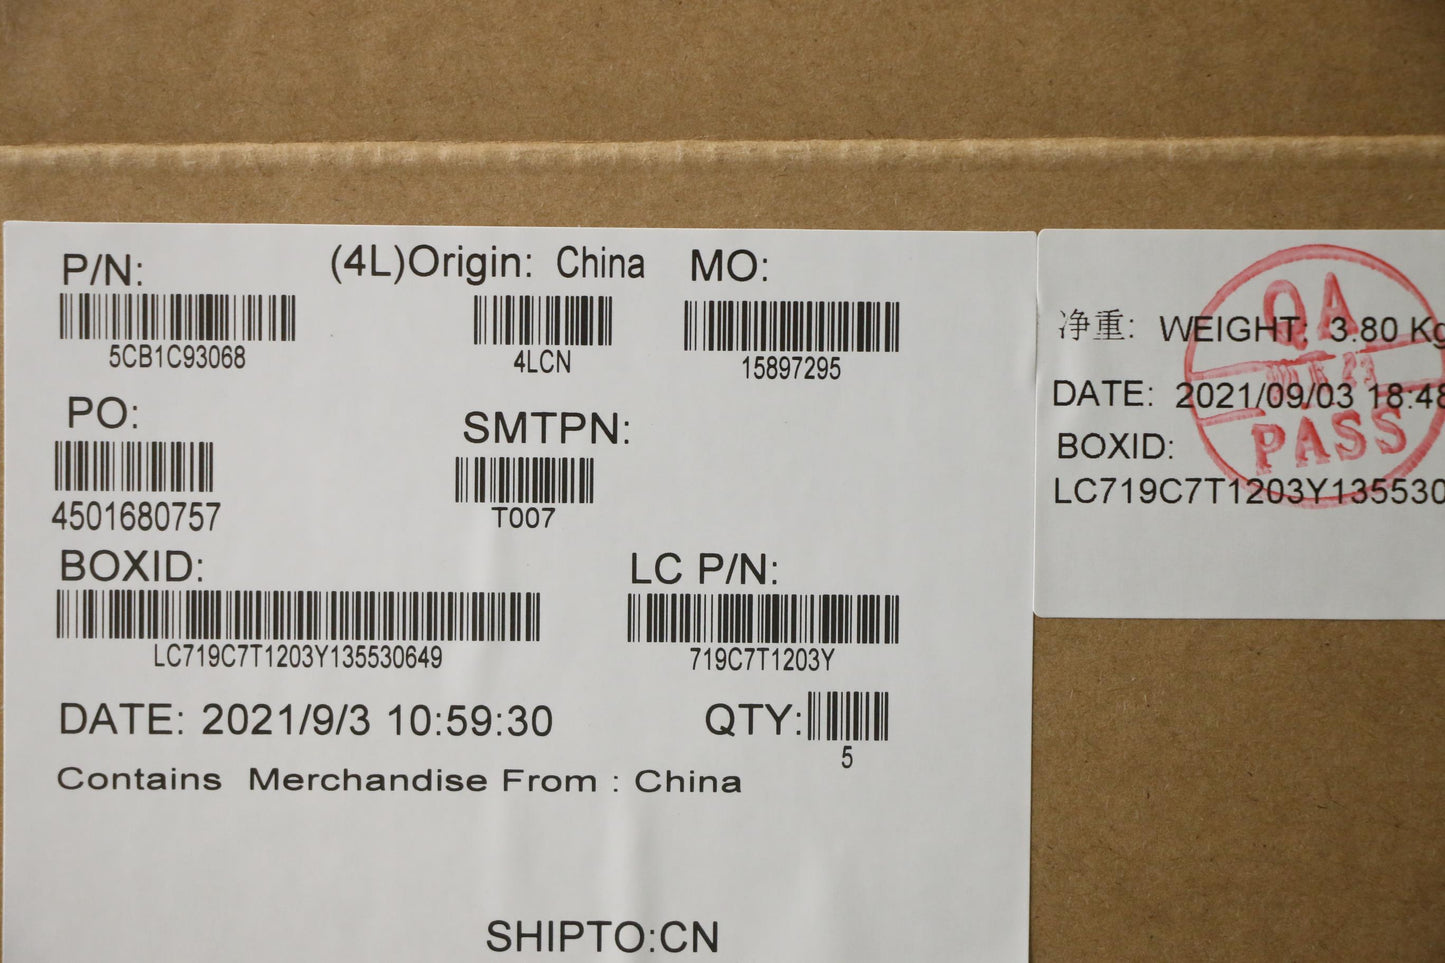 P/N:
5CB1C93068
(4L)Origin: China
4LCN
MO:
15897295
PO:
4501680757
SMTPN:
T007
BOXID:
LC719C7T1203Y135530649
LC P/N:
719C7T1203Y
DATE: 2021/9/3 10:59:30
QTY:
5
Contains Merchandise From : China
SHIPTO:CN
净重: WEIGHT: 3.80 Kg
DATE: 2021/09/03 18:48
BOXID:
LC719C7T1203Y135530
QA
PASS